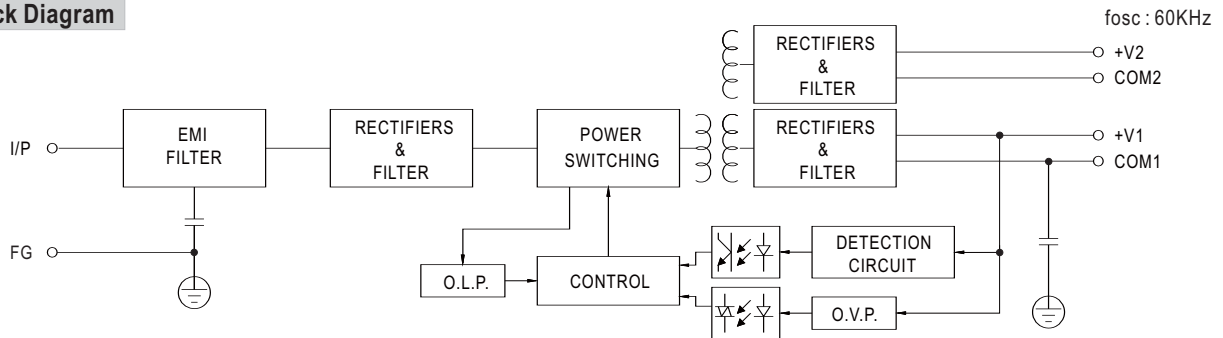 ck Diagram
fosc : 60KHz
RECTIFIERS
&
FILTER
+V2
COM2
I/P
EMI
FILTER
RECTIFIERS
&
FILTER
POWER
SWITCHING
RECTIFIERS
&
FILTER
+V1
COM1
FG
O.L.P.
CONTROL
DETECTION
CIRCUIT
O.V.P.